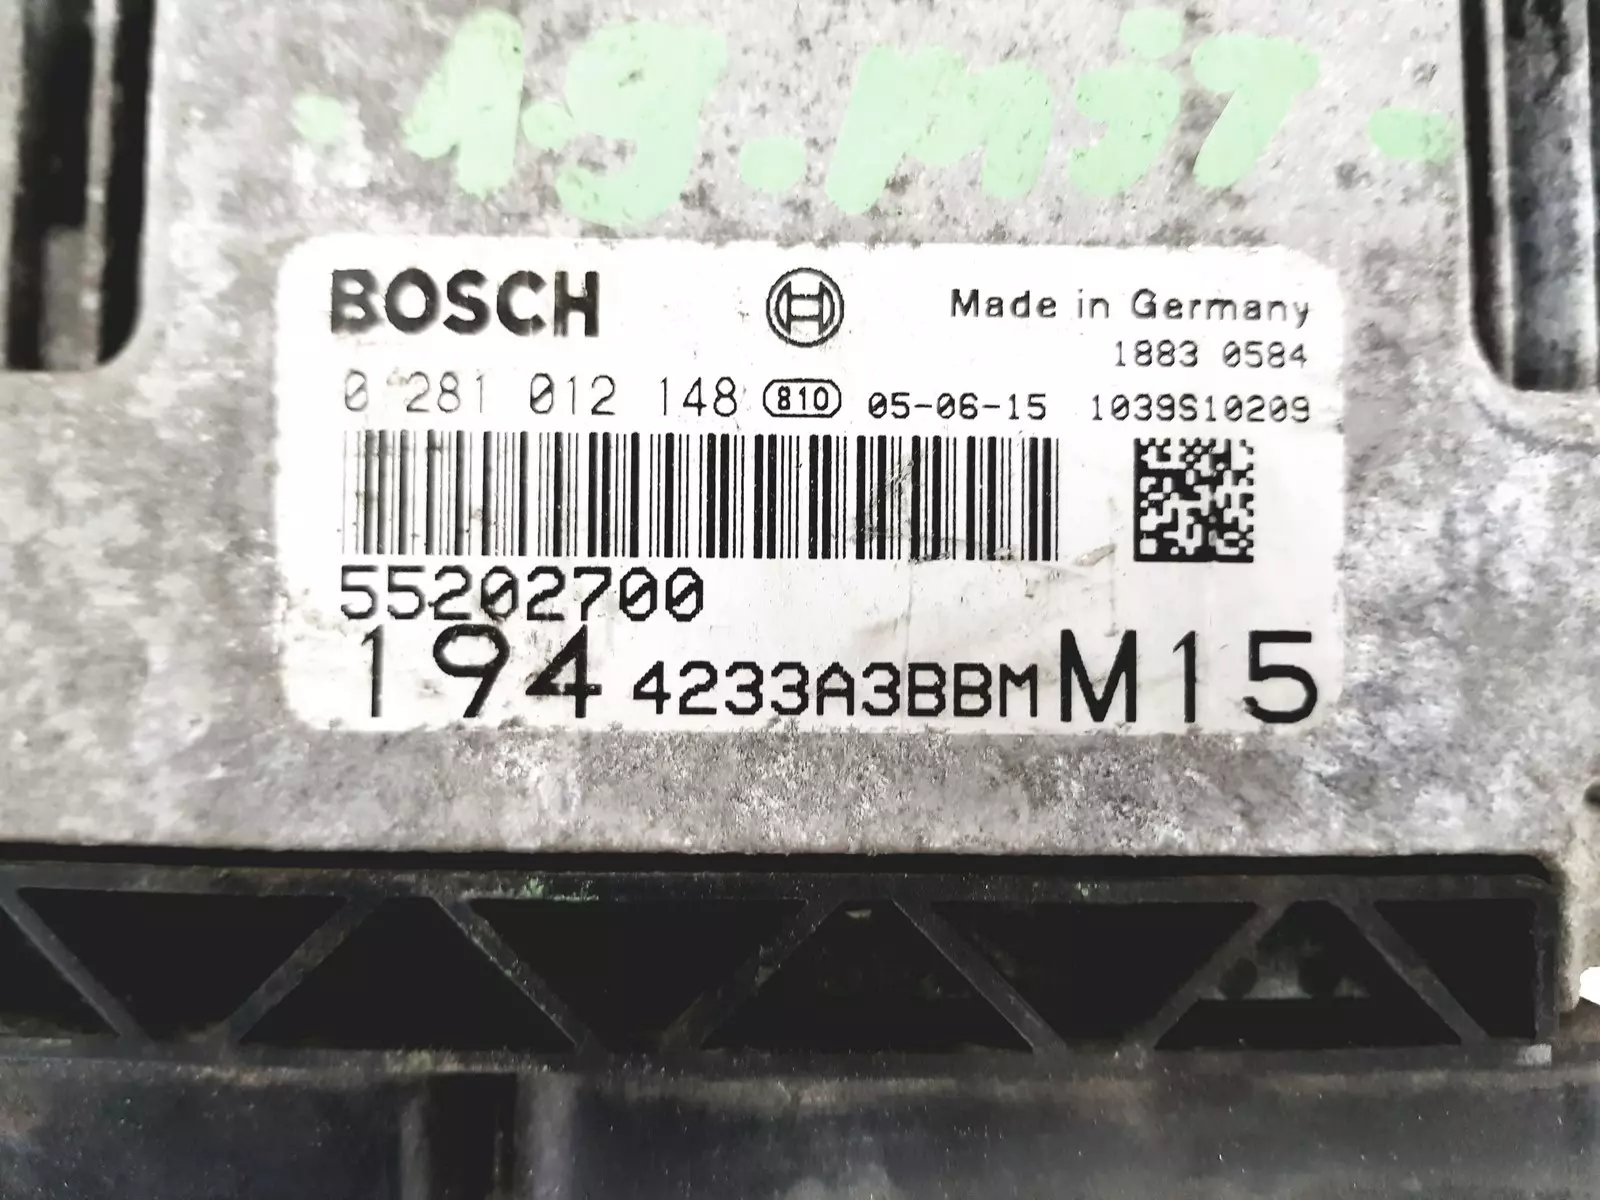 .1.9.MJT-
BOSCH Made in Germany
1883 0584
0 281 012 148 810 05-06-15 1039S10209
55202700
194 4233A3BBM M15